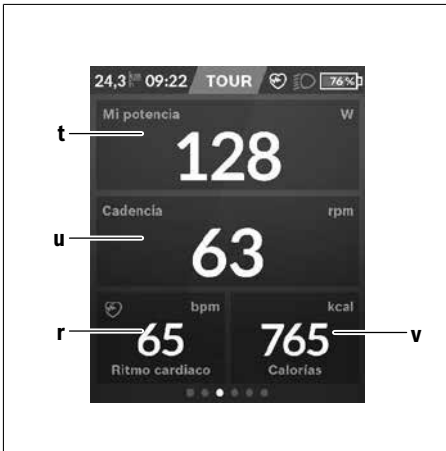 24,3 km/h 09:22 TOUR 76%
Mi potencia W
t
128
Cadencia rpm
u
63
bpm kcal
r 65 765 v
Ritmo cardiaco Calorías